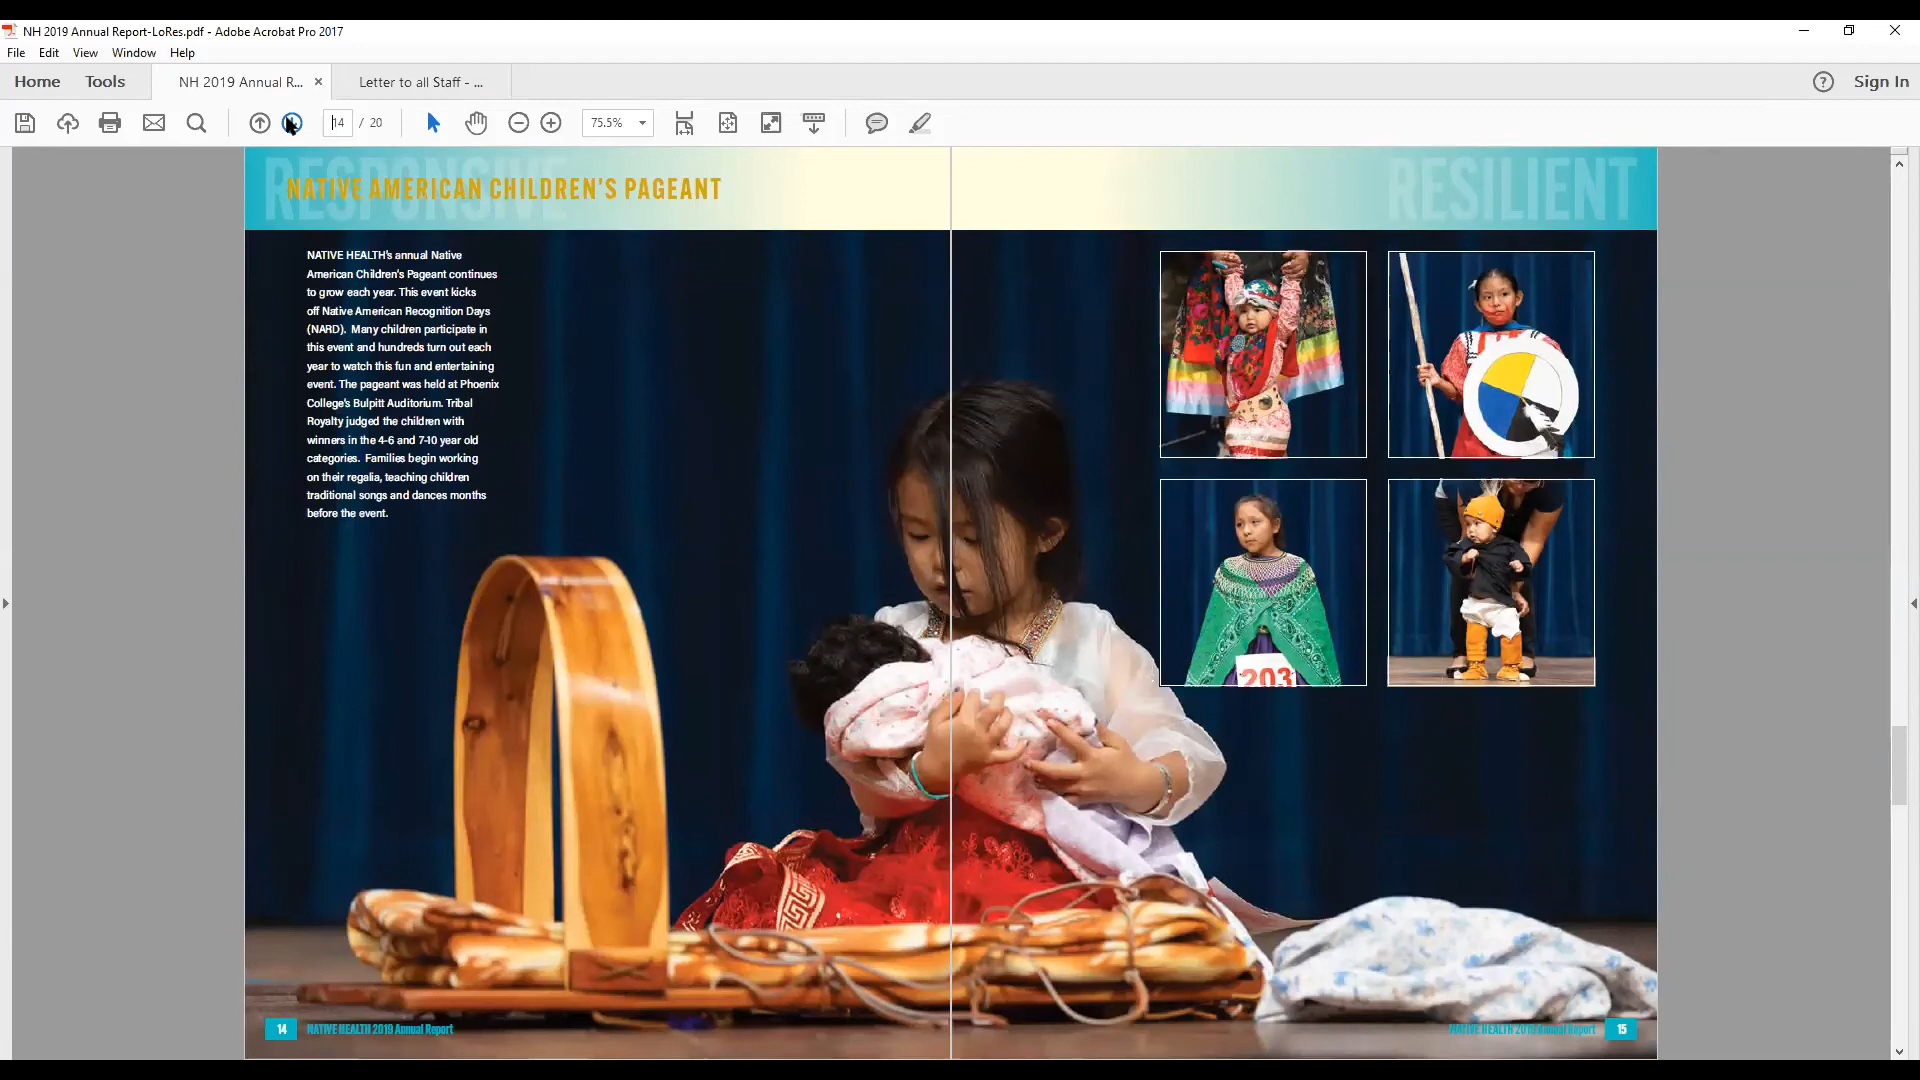 NH 2019 Annual Report-LoRes.pdf - Adobe Acrobat Pro 2017
File Edit View Window Help
Home Tools NH 2019 Annual R... × Letter to all Staff - ... ? Sign In
14 / 20 75.5%
RESPONSIVE
NATIVE AMERICAN CHILDREN'S PAGEANT
RESILIENT
NATIVE HEALTH's annual Native
American Children's Pageant continues
to grow each year. This event kicks
off Native American Recognition Days
(NARD). Many children participate in
this event and hundreds turn out each
year to watch this fun and entertaining
event. The pageant was held at Phoenix
College's Bulpitt Auditorium. Tribal
Royalty judged the children with
winners in the 4-6 and 7-10 year old
categories. Families begin working
on their regalia, teaching children
traditional songs and dances months
before the event.
203
14 NATIVE HEALTH 2019 Annual Report
NATIVE HEALTH 2019 Annual Report 15